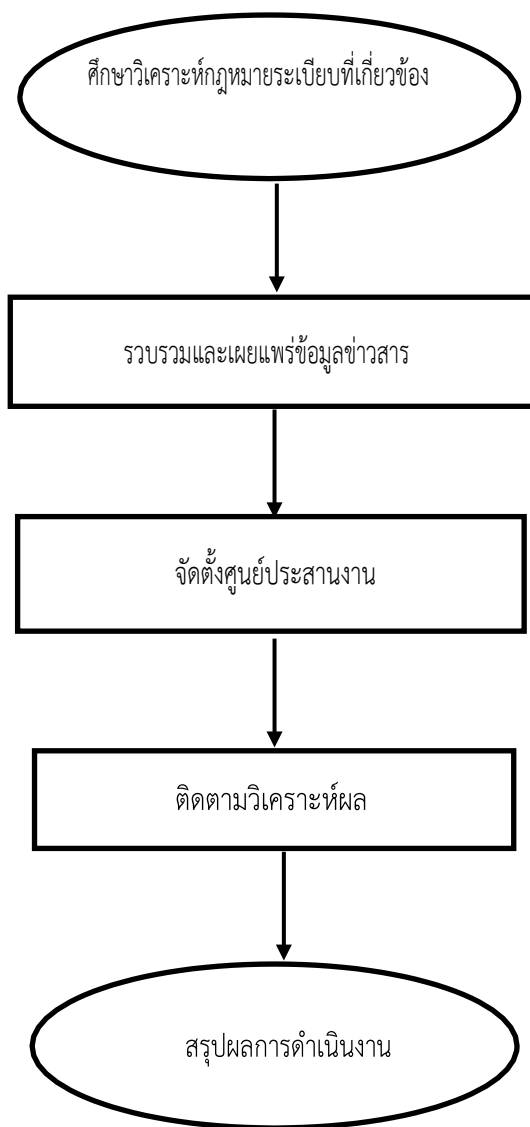 ศึกษาวิเคราะห์กฎหมายระเบียบที่เกี่ยวข้อง
รวบรวมและเผยแพร่ข้อมูลข่าวสาร
จัดตั้งศูนย์ประสานงาน
ติดตามวิเคราะห์ผล
สรุปผลการดำเนินงาน